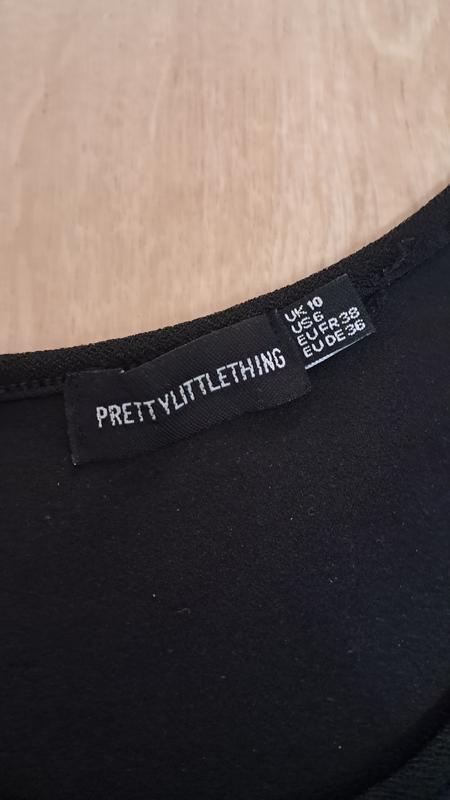 PRETTYLITTLETHING
UK 10
US 6
EU FR 38
EU DE 36